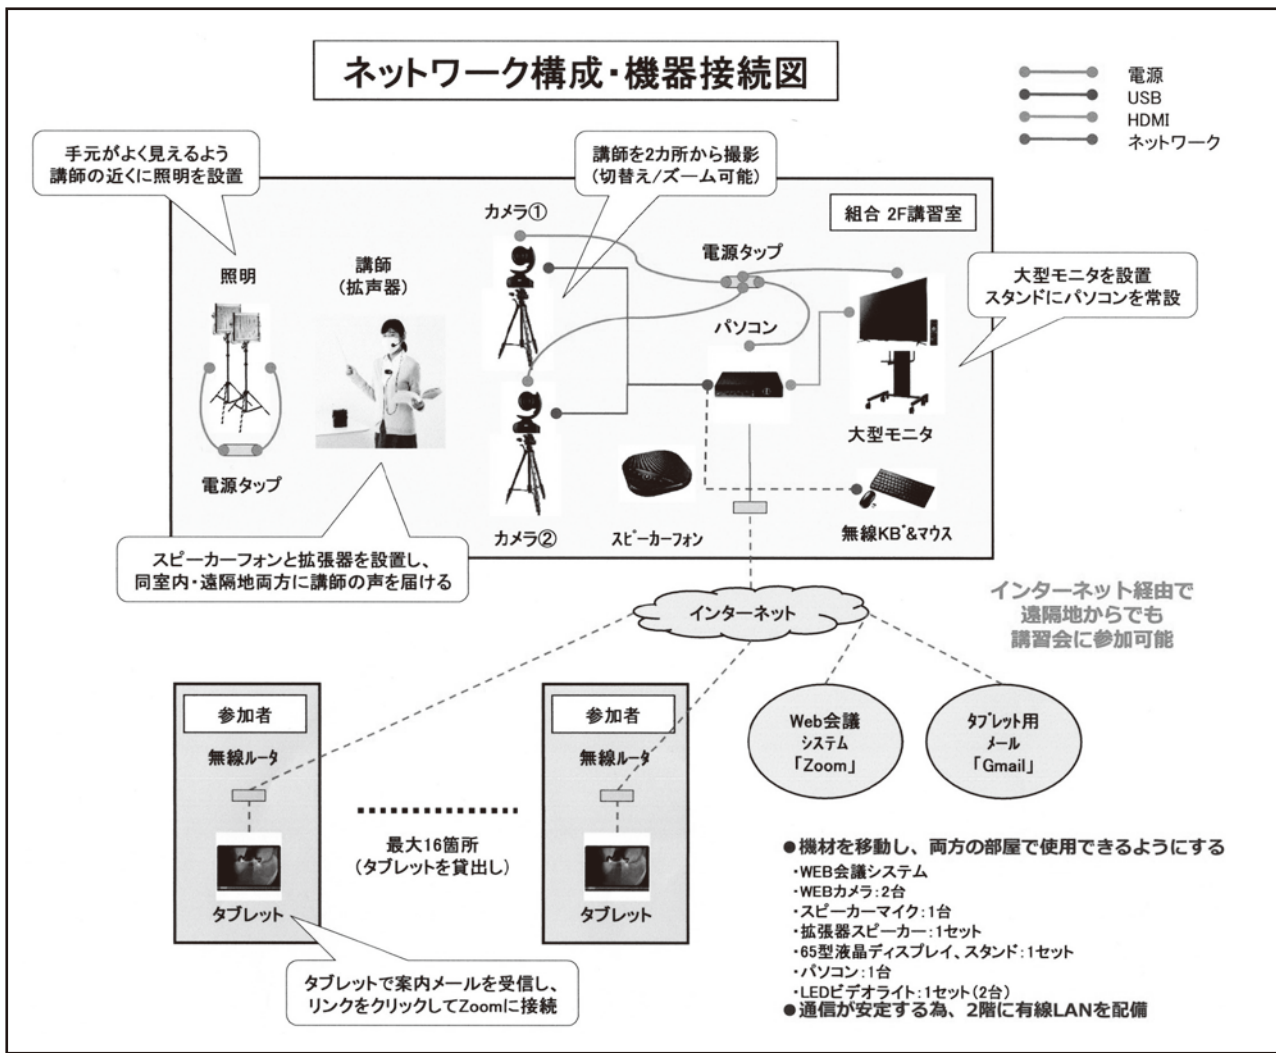 ネットワーク構成・機器接続図
電源
USB
HDMI
ネットワーク
手元がよく見えるよう
講師の近くに照明を設置
講師を2カ所から撮影
(切替え/ズーム可能)
組合 2F講習室
カメラ①
電源タップ
大型モニタを設置
スタンドにパソコンを常設
照明
講師
(拡声器)
パソコン
大型モニタ
電源タップ
カメラ②
スピーカーフォン
無線KB&マウス
スピーカーフォンと拡張器を設置し、
同室内・遠隔地両方に講師の声を届ける
インターネット
インターネット経由で
遠隔地からでも
講習会に参加可能
参加者
無線ルータ
タブレット
最大16箇所
(タブレットを貸出し)
参加者
無線ルータ
タブレット
Web会議
システム
「Zoom」
タブレット用
メール
「Gmail」
タブレットで案内メールを受信し、
リンクをクリックしてZoomに接続
●機材を移動し、両方の部屋で使用できるようにする
・WEB会議システム
・WEBカメラ:2台
・スピーカーマイク:1台
・拡張器スピーカー:1セット
・65型液晶ディスプレイ、スタンド:1セット
・パソコン:1台
・LEDビデオライト:1セット(2台)
●通信が安定する為、2階に有線LANを配備